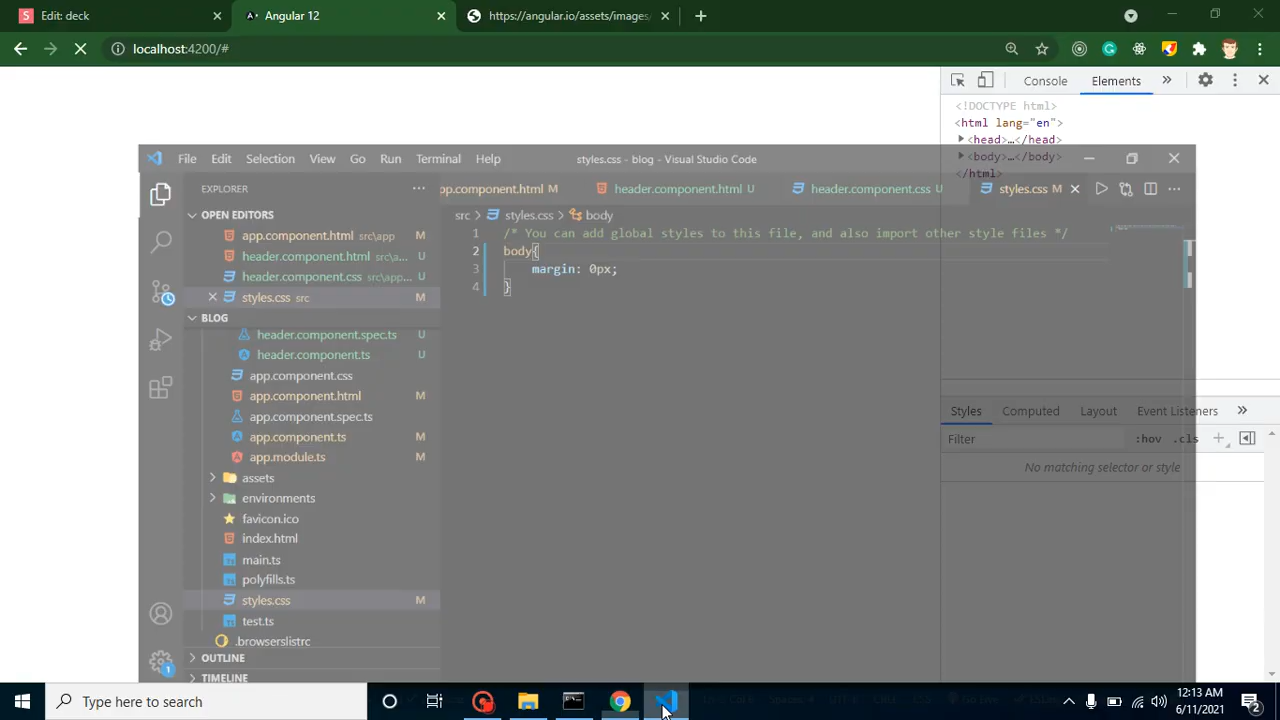 Edit: deck
Angular 12
https://angular.io/assets/images/
localhost:4200/#
Console
Elements
<!DOCTYPE html>
<html lang="en">
<head>…</head>
<body>…</body>
</html>
File Edit Selection View Go Run Terminal Help
styles.css - blog - Visual Studio Code
EXPLORER
pp.component.html M
header.component.html U
header.component.css U
styles.css M
OPEN EDITORS
src > styles.css > body
app.component.html src\app M
header.component.html src\a... U
header.component.css src\app... U
styles.css src M
1 /* You can add global styles to this file, and also import other style files */
2 body{
3 margin: 0px;
4 }
BLOG
header.component.spec.ts U
header.component.ts U
app.component.css
app.component.html M
app.component.spec.ts
app.component.ts M
app.module.ts M
assets
environments
favicon.ico
index.html
main.ts
polyfills.ts
styles.css M
test.ts
.browserslistrc
OUTLINE
TIMELINE
1
Styles
Computed
Layout
Event Listeners
Filter
:hov .cls
No matching selector or style
Type here to search
12:13 AM
6/11/2021
2